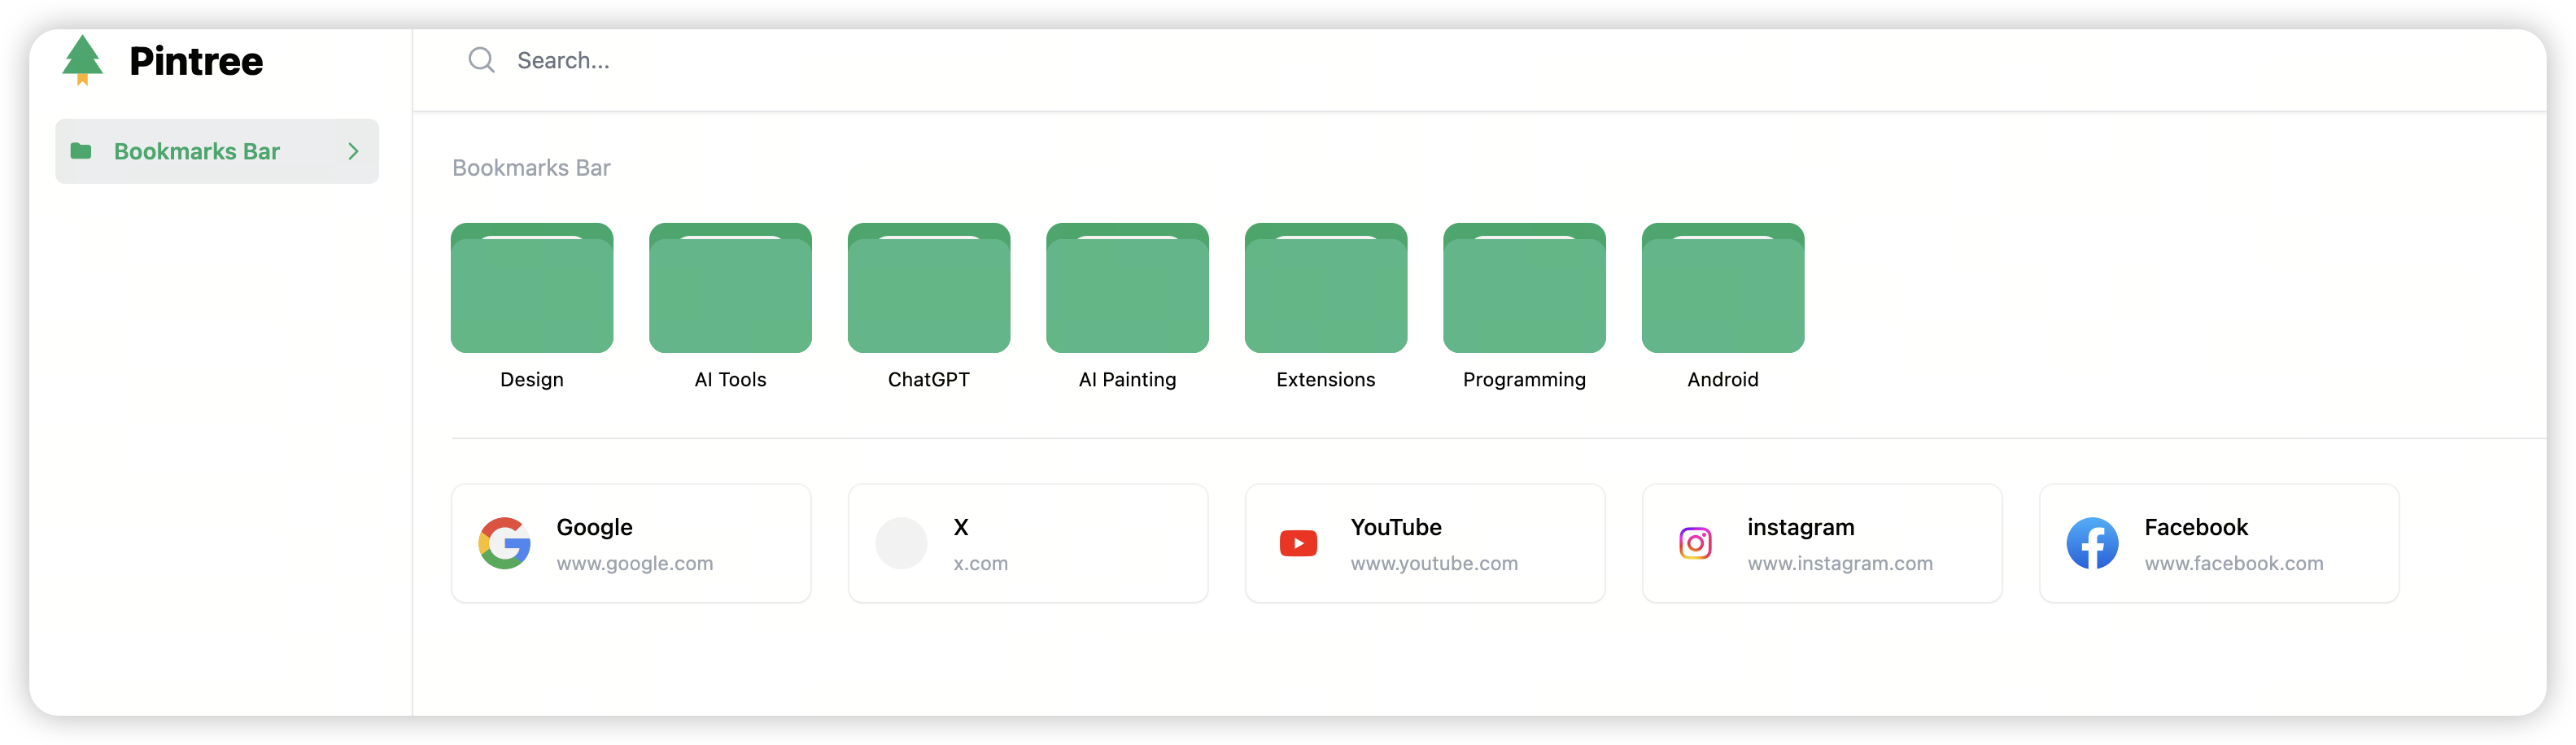 Pintree
Search...
Bookmarks Bar
Bookmarks Bar
Design
AI Tools
ChatGPT
AI Painting
Extensions
Programming
Android
Google
www.google.com
X
x.com
YouTube
www.youtube.com
instagram
www.instagram.com
Facebook
www.facebook.com